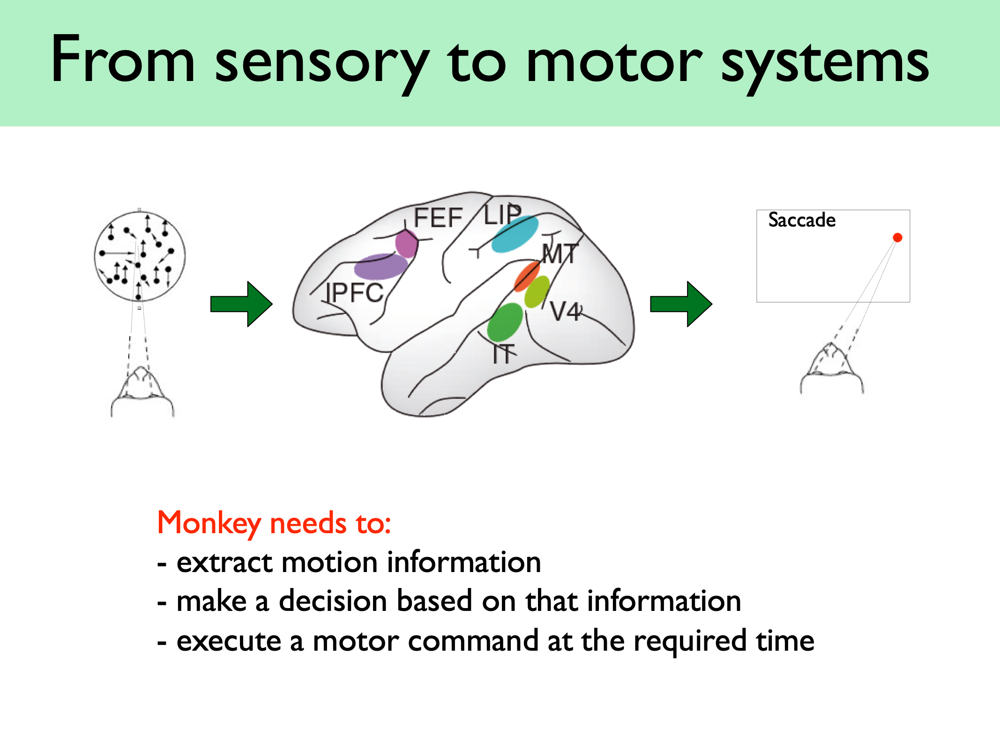 From sensory to motor systems
FEF
LIP
MT
lPFC
V4
IT
Saccade
Monkey needs to:
- extract motion information
- make a decision based on that information
- execute a motor command at the required time